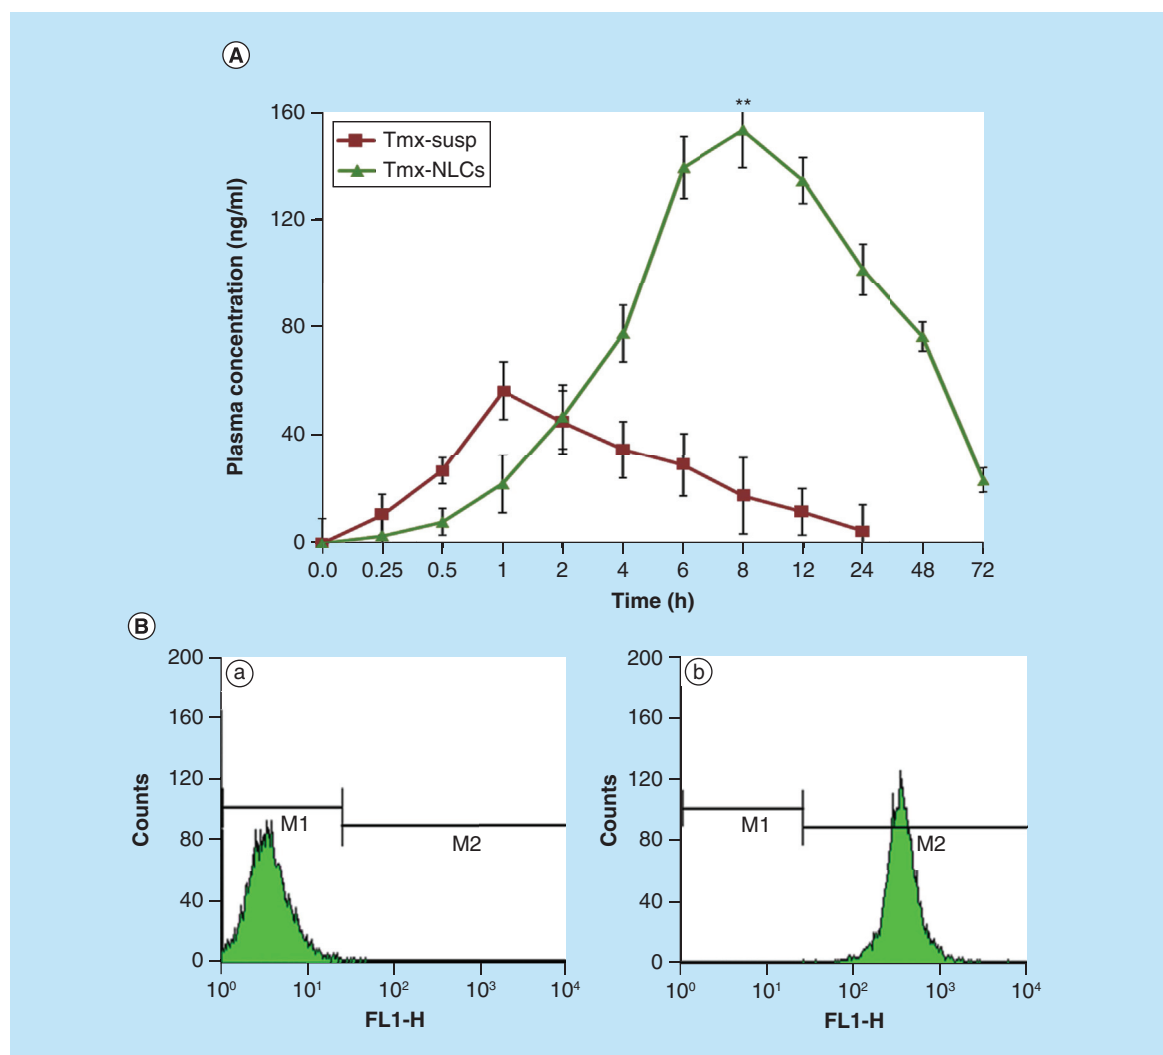 A
**
160
Tmx-susp
Tmx-NLCs
120
80
40
0
Plasma concentration (ng/ml)
0.0 0.25 0.5 1 2 4 6 8 12 24 48 72
Time (h)
B
a
200
160
120
80
40
0
Counts
M1
M2
10⁰ 10¹ 10² 10³ 10⁴
FL1-H
b
200
160
120
80
40
0
Counts
M1
M2
10⁰ 10¹ 10² 10³ 10⁴
FL1-H